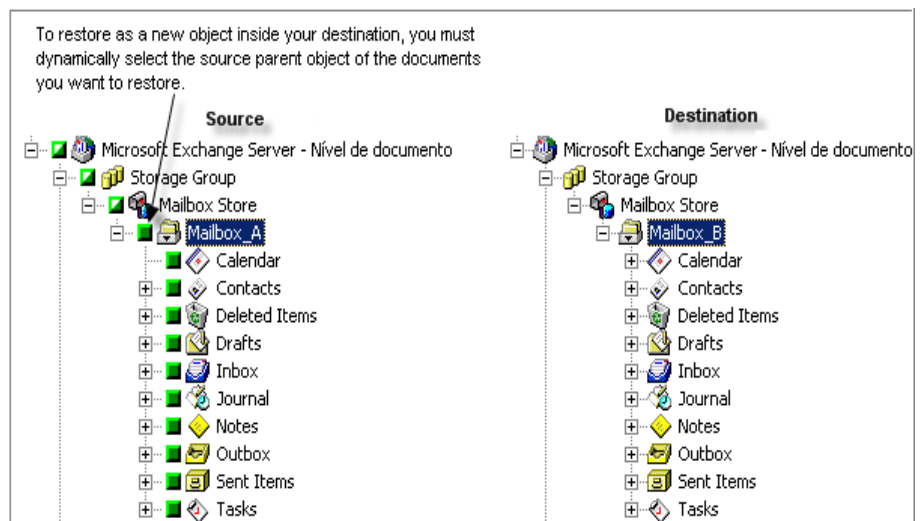 To restore as a new object inside your destination, you must
dynamically select the source parent object of the documents
you want to restore.
Source
Microsoft Exchange Server - Nível de documento
Storage Group
Mailbox Store
Mailbox_A
Calendar
Contacts
Deleted Items
Drafts
Inbox
Journal
Notes
Outbox
Sent Items
Tasks
Destination
Microsoft Exchange Server - Nível de documento
Storage Group
Mailbox Store
Mailbox_B
Calendar
Contacts
Deleted Items
Drafts
Inbox
Journal
Notes
Outbox
Sent Items
Tasks